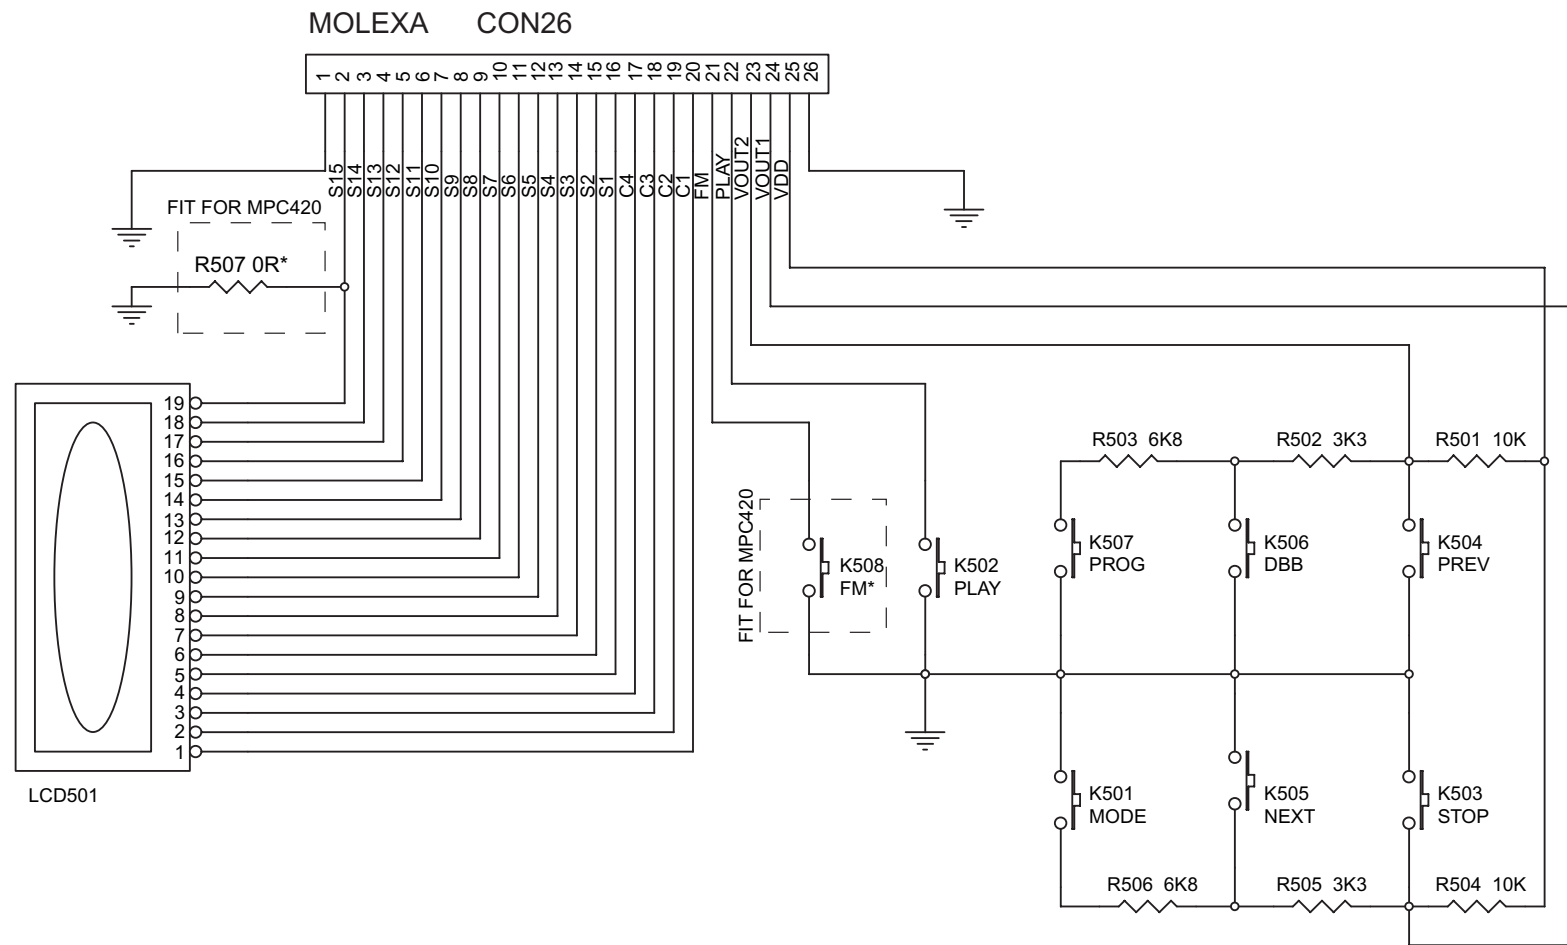 MOLEXA CON26
1 2 3 4 5 6 7 8 9 10 11 12 13 14 15 16 17 18 19 20 21 22 23 24 25 26
S15 S14 S13 S12 S11 S10 S9 S8 S7 S6 S5 S4 S3 S2 S1 C4 C3 C2 C1 FM PLAY VOUT2 VOUT1 VDD
FIT FOR MPC420
R507 0R*
19
18
17
16
15
14
13
12
11
10
9
8
7
6
5
4
3
2
1
LCD501
FIT FOR MPC420
K508
FM*
K502
PLAY
R503 6K8
R502 3K3
R501 10K
K507
PROG
K506
DBB
K504
PREV
K501
MODE
K505
NEXT
K503
STOP
R506 6K8
R505 3K3
R504 10K